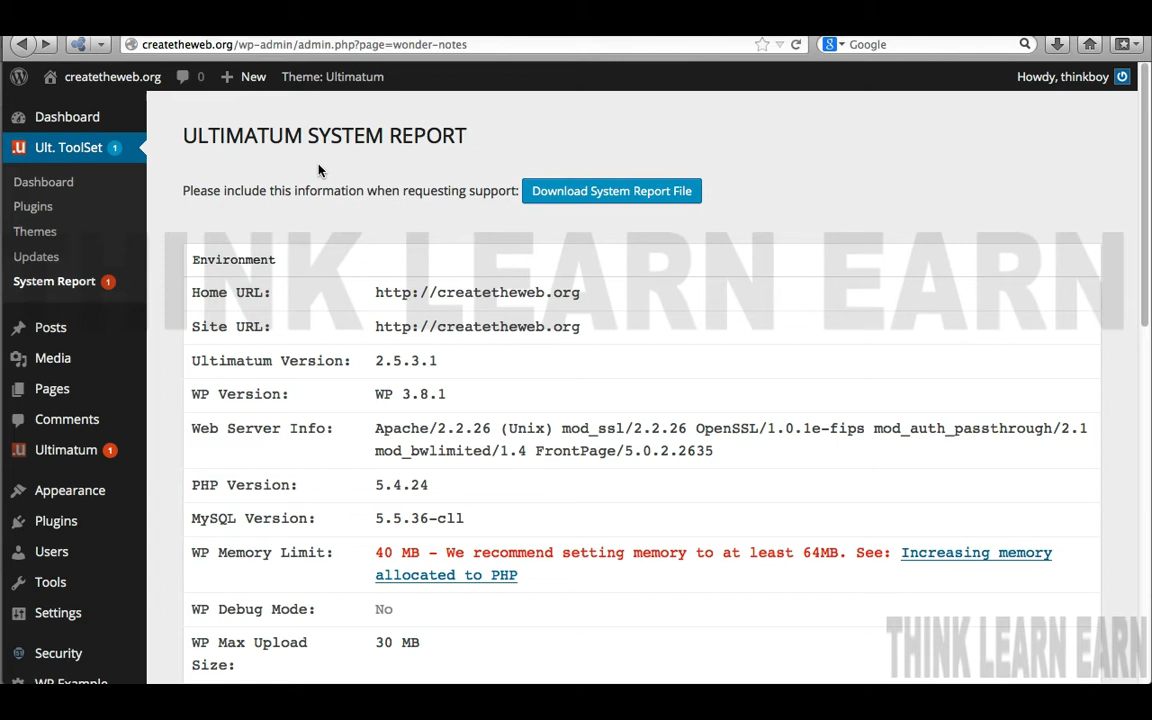 createtheweb.org/wp-admin/admin.php?page=wonder-notes
Google
createtheweb.org 0 New Theme: Ultimatum Howdy, thinkboy
Dashboard
Ult. ToolSet 1
Dashboard
Plugins
Themes
Updates
System Report 1
Posts
Media
Pages
Comments
Ultimatum 1
Appearance
Plugins
Users
Tools
Settings
Security
WP Example
ULTIMATUM SYSTEM REPORT
Please include this information when requesting support: Download System Report File
THINK LEARN EARN
Environment
Home URL: http://createtheweb.org
Site URL: http://createtheweb.org
Ultimatum Version: 2.5.3.1
WP Version: WP 3.8.1
Web Server Info: Apache/2.2.26 (Unix) mod_ssl/2.2.26 OpenSSL/1.0.1e-fips mod_auth_passthrough/2.1
mod_bwlimited/1.4 FrontPage/5.0.2.2635
PHP Version: 5.4.24
MySQL Version: 5.5.36-cll
WP Memory Limit: 40 MB - We recommend setting memory to at least 64MB. See: Increasing memory
allocated to PHP
WP Debug Mode: No
WP Max Upload 30 MB
Size:
THINK LEARN EARN